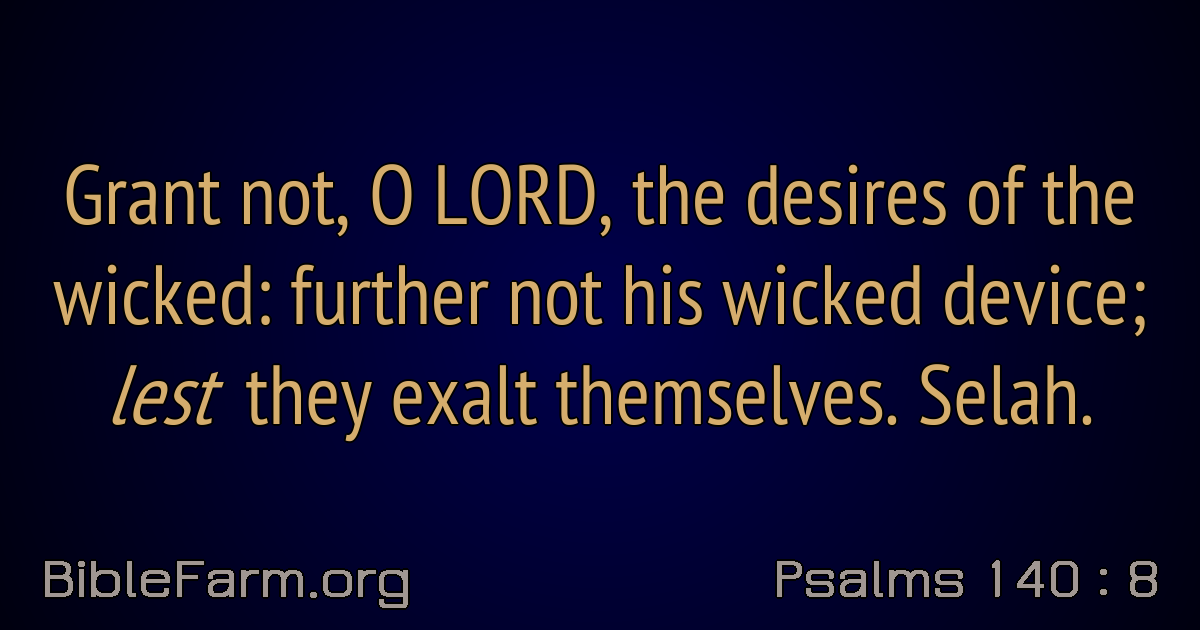 Grant not, O LORD, the desires of the
wicked: further not his wicked device;
lest they exalt themselves. Selah.
BibleFarm.org
Psalms 140 : 8